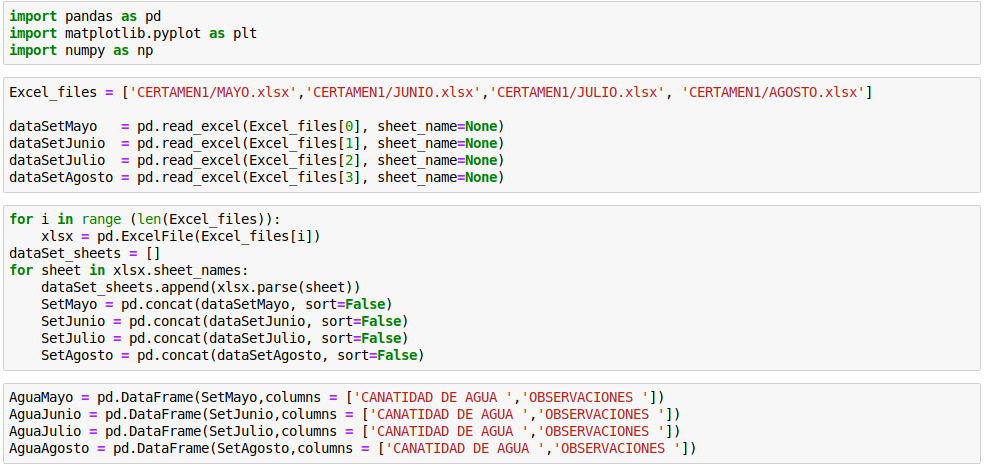 import pandas as pd
import matplotlib.pyplot as plt
import numpy as np
Excel_files = ['CERTAMEN1/MAYO.xlsx','CERTAMEN1/JUNIO.xlsx','CERTAMEN1/JULIO.xlsx', 'CERTAMEN1/AGOSTO.xlsx']
dataSetMayo   = pd.read_excel(Excel_files[0], sheet_name=None)
dataSetJunio  = pd.read_excel(Excel_files[1], sheet_name=None)
dataSetJulio  = pd.read_excel(Excel_files[2], sheet_name=None)
dataSetAgosto = pd.read_excel(Excel_files[3], sheet_name=None)
for i in range (len(Excel_files)):
    xlsx = pd.ExcelFile(Excel_files[i])
dataSet_sheets = []
for sheet in xlsx.sheet_names:
    dataSet_sheets.append(xlsx.parse(sheet))
    SetMayo = pd.concat(dataSetMayo, sort=False)
    SetJunio = pd.concat(dataSetJunio, sort=False)
    SetJulio = pd.concat(dataSetJulio, sort=False)
    SetAgosto = pd.concat(dataSetAgosto, sort=False)
AguaMayo = pd.DataFrame(SetMayo,columns = ['CANATIDAD DE AGUA ','OBSERVACIONES '])
AguaJunio = pd.DataFrame(SetJunio,columns = ['CANATIDAD DE AGUA ','OBSERVACIONES '])
AguaJulio = pd.DataFrame(SetJulio,columns = ['CANATIDAD DE AGUA ','OBSERVACIONES '])
AguaAgosto = pd.DataFrame(SetAgosto,columns = ['CANATIDAD DE AGUA ','OBSERVACIONES '])